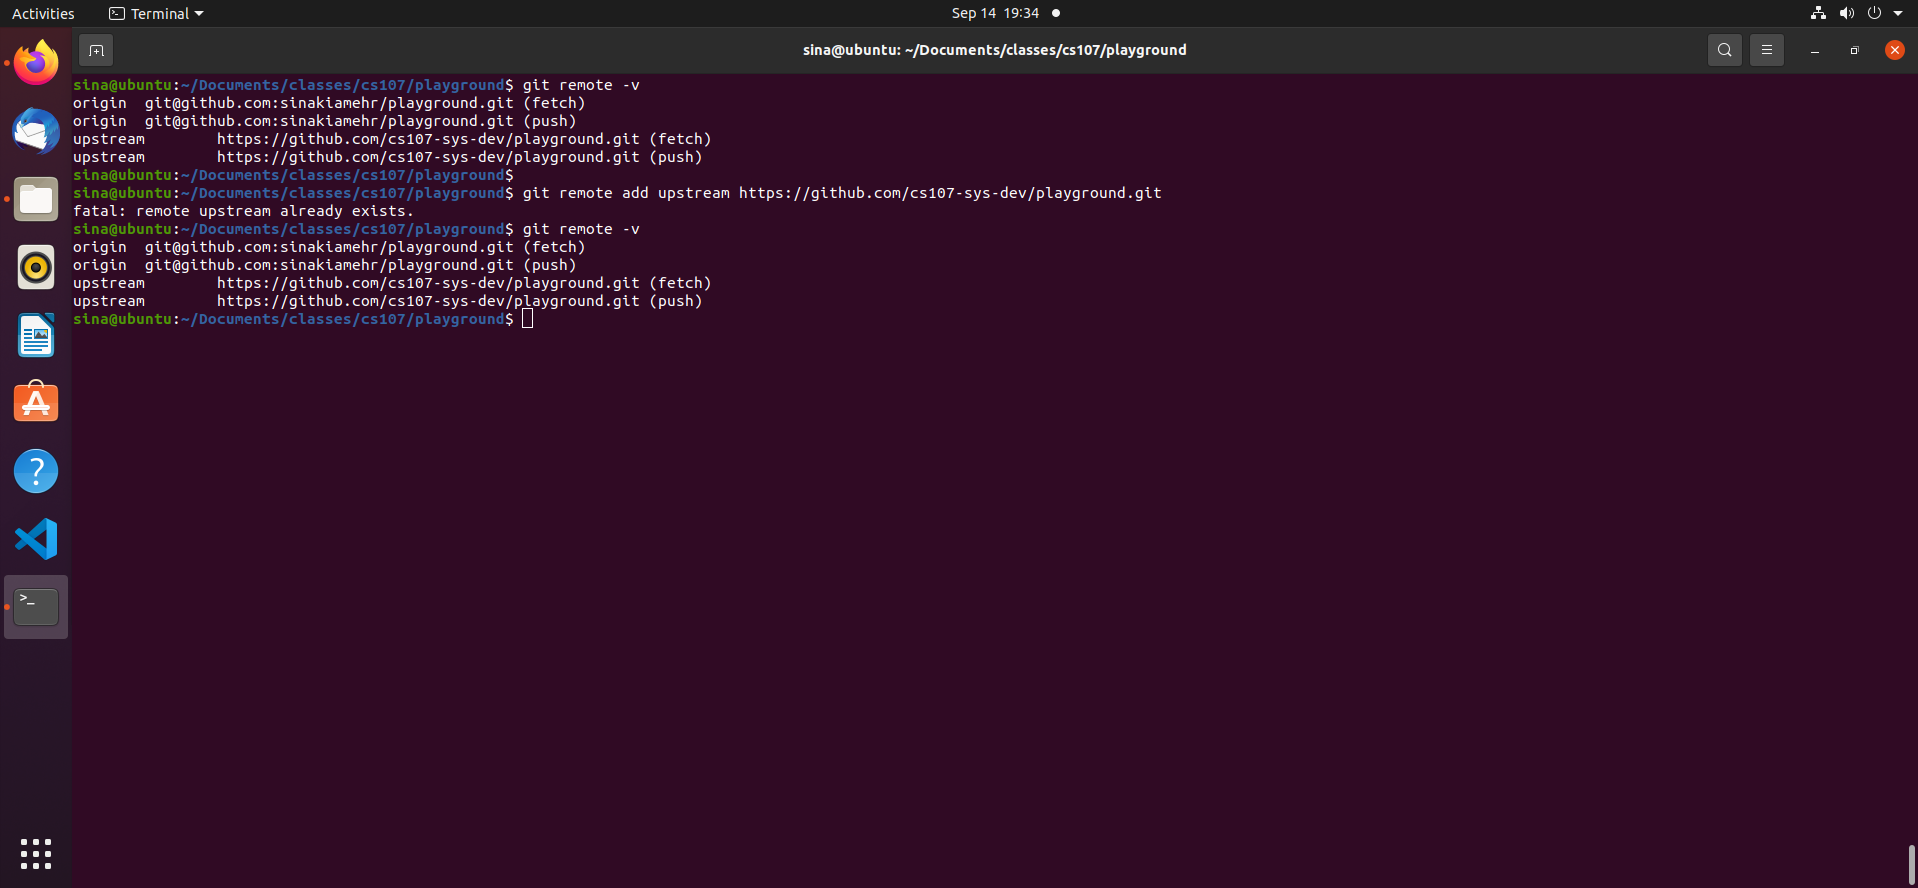 Activities
Terminal
Sep 14 19:34
sina@ubuntu: ~/Documents/classes/cs107/playground
sina@ubuntu:~/Documents/classes/cs107/playground$ git remote -v
origin  git@github.com:sinakiamehr/playground.git (fetch)
origin  git@github.com:sinakiamehr/playground.git (push)
upstream        https://github.com/cs107-sys-dev/playground.git (fetch)
upstream        https://github.com/cs107-sys-dev/playground.git (push)
sina@ubuntu:~/Documents/classes/cs107/playground$
sina@ubuntu:~/Documents/classes/cs107/playground$ git remote add upstream https://github.com/cs107-sys-dev/playground.git
fatal: remote upstream already exists.
sina@ubuntu:~/Documents/classes/cs107/playground$ git remote -v
origin  git@github.com:sinakiamehr/playground.git (fetch)
origin  git@github.com:sinakiamehr/playground.git (push)
upstream        https://github.com/cs107-sys-dev/playground.git (fetch)
upstream        https://github.com/cs107-sys-dev/playground.git (push)
sina@ubuntu:~/Documents/classes/cs107/playground$